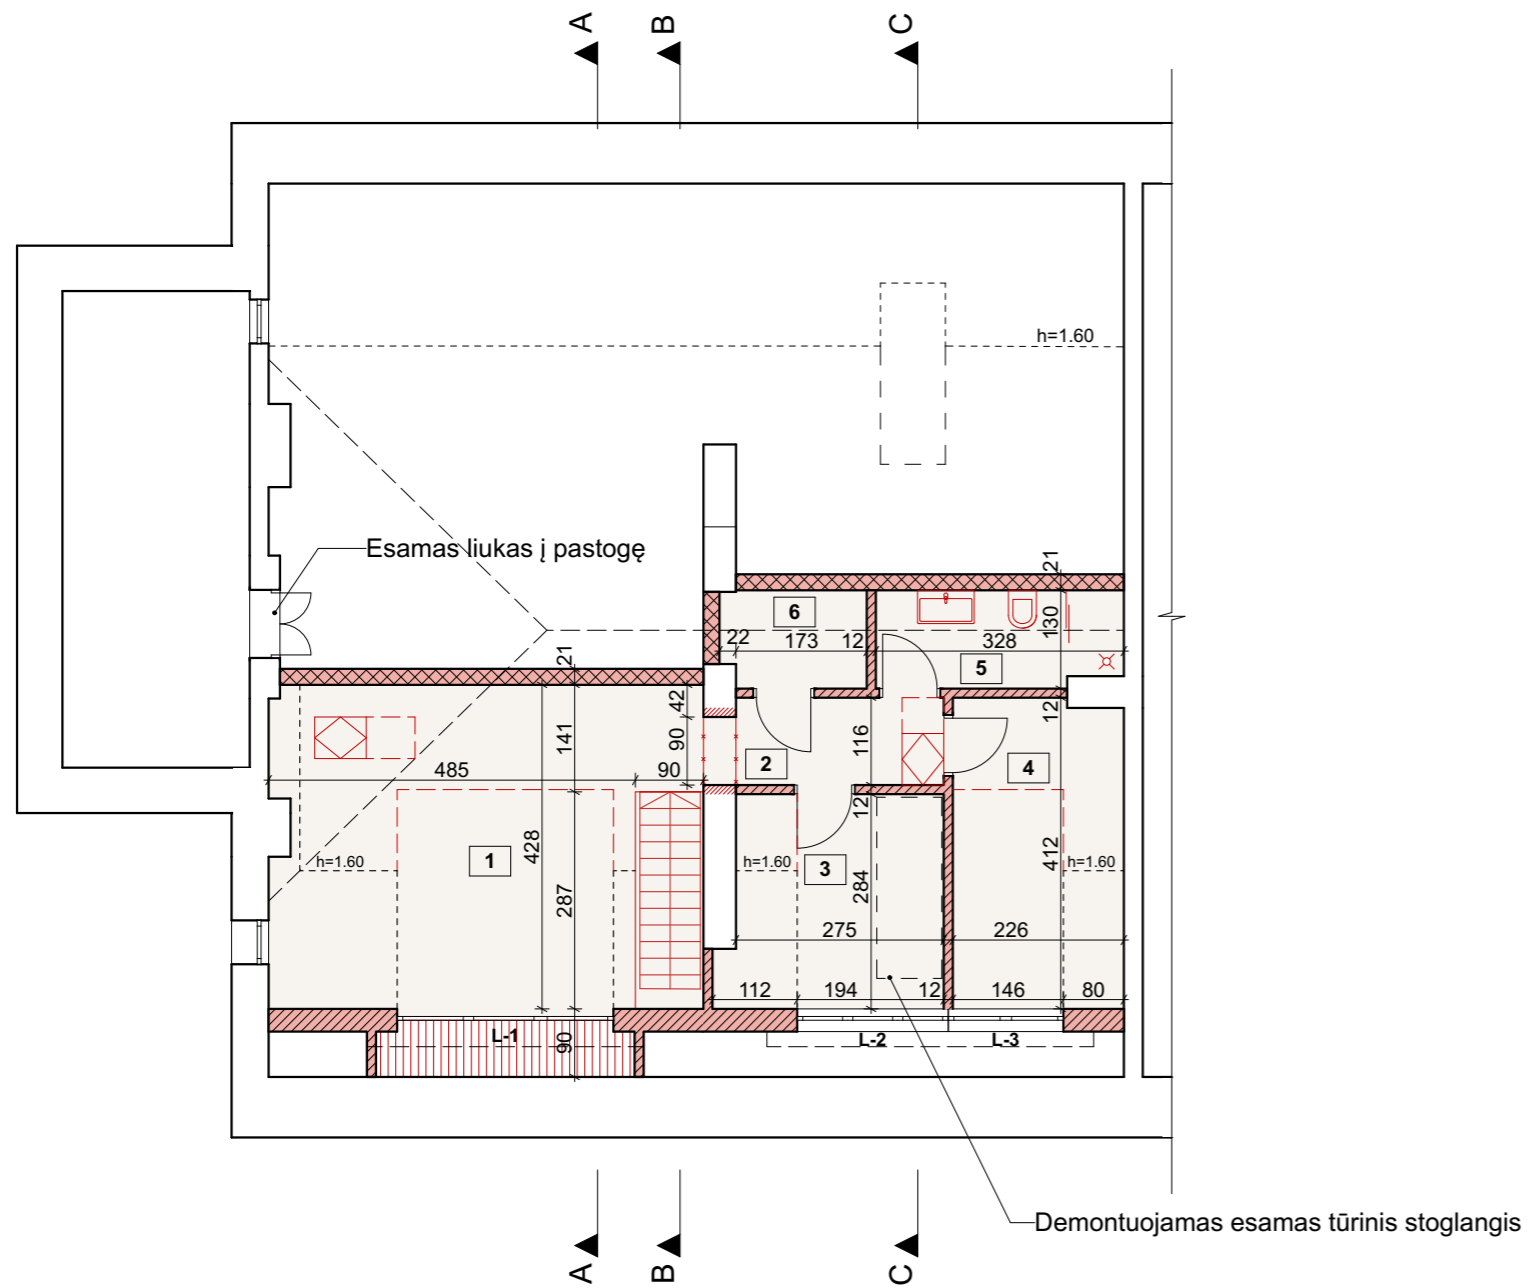 A
B
C
h=1.60
Esamas liukas į pastogę
21
6
130
22
173
12
328
5
21
42
141
90
116
12
2
4
485
90
12
428
1
h=1.60
h=1.60
3
412
h=1.60
284
287
275
226
112
194
12
146
80
L-1
90
L-2
L-3
Demontuojamas esamas tūrinis stoglangis
A
B
C